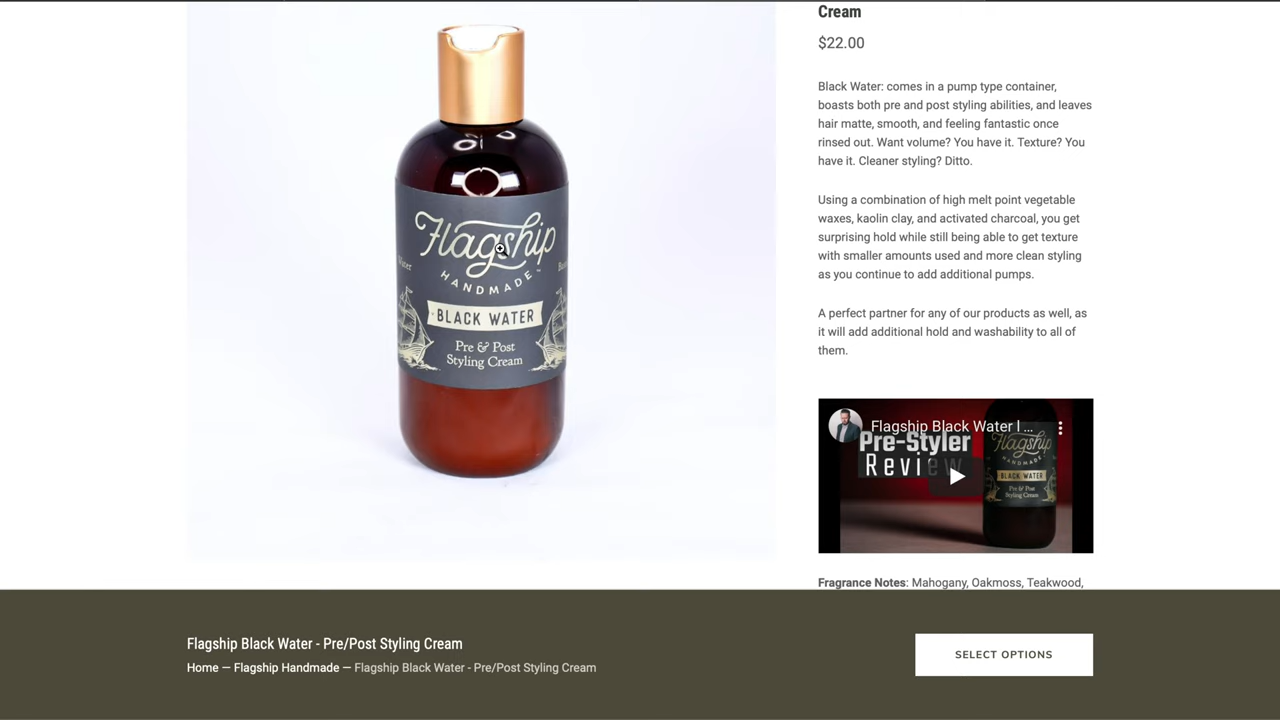 Cream
$22.00
Black Water: comes in a pump type container,
boasts both pre and post styling abilities, and leaves
hair matte, smooth, and feeling fantastic once
rinsed out. Want volume? You have it. Texture? You
have it. Cleaner styling? Ditto.
Using a combination of high melt point vegetable
waxes, kaolin clay, and activated charcoal, you get
surprising hold while still being able to get texture
with smaller amounts used and more clean styling
as you continue to add additional pumps.
A perfect partner for any of our products as well, as
it will add additional hold and washability to all of
them.
Flagship
HANDMADE™
BLACK WATER
Pre & Post
Styling Cream
Flagship Black Water | ...
Pre-Styler
Review
Flagship
HANDMADE
BLACK WATER
Pre & Post
Styling Cream
Fragrance Notes: Mahogany, Oakmoss, Teakwood,
Flagship Black Water - Pre/Post Styling Cream
Home — Flagship Handmade — Flagship Black Water - Pre/Post Styling Cream
SELECT OPTIONS